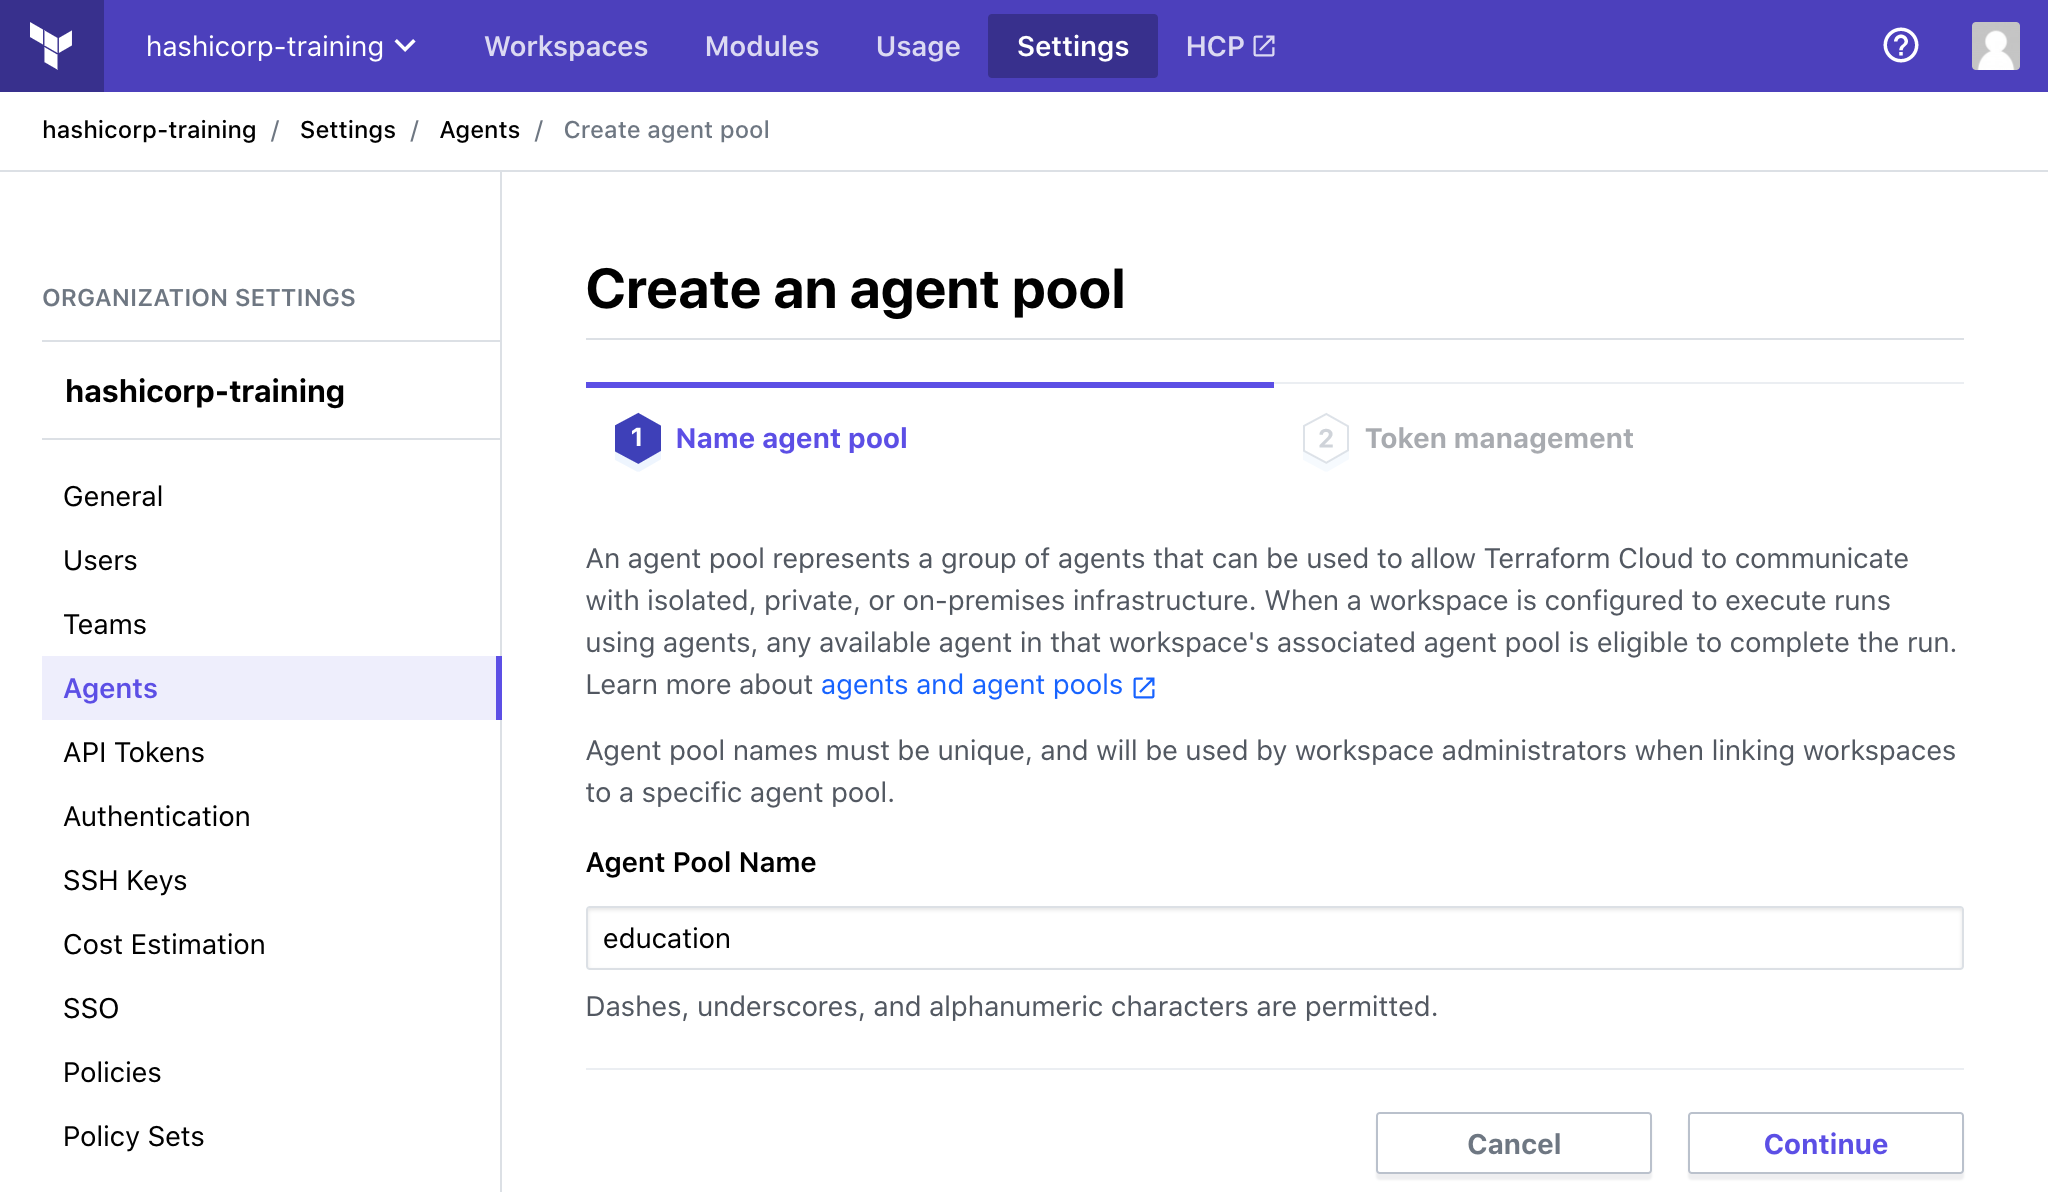 hashicorp-training Workspaces Modules Usage Settings HCP
hashicorp-training / Settings / Agents / Create agent pool
ORGANIZATION SETTINGS
hashicorp-training
General
Users
Teams
Agents
API Tokens
Authentication
SSH Keys
Cost Estimation
SSO
Policies
Policy Sets
Create an agent pool
1 Name agent pool
2 Token management
An agent pool represents a group of agents that can be used to allow Terraform Cloud to communicate
with isolated, private, or on-premises infrastructure. When a workspace is configured to execute runs
using agents, any available agent in that workspace's associated agent pool is eligible to complete the run.
Learn more about agents and agent pools
Agent pool names must be unique, and will be used by workspace administrators when linking workspaces
to a specific agent pool.
Agent Pool Name
education
Dashes, underscores, and alphanumeric characters are permitted.
Cancel Continue